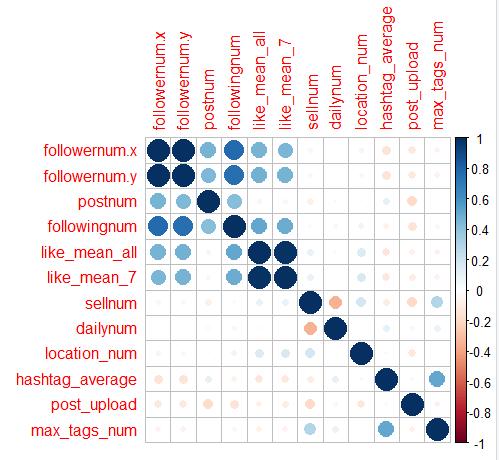 followernum.x
followernum.y
postnum
followingnum
like_mean_all
like_mean_7
sellnum
dailynum
location_num
hashtag_average
post_upload
max_tags_num
followernum.x
followernum.y
postnum
followingnum
like_mean_all
like_mean_7
sellnum
dailynum
location_num
hashtag_average
post_upload
max_tags_num
1
0.8
0.6
0.4
0.2
0
-0.2
-0.4
-0.6
-0.8
-1